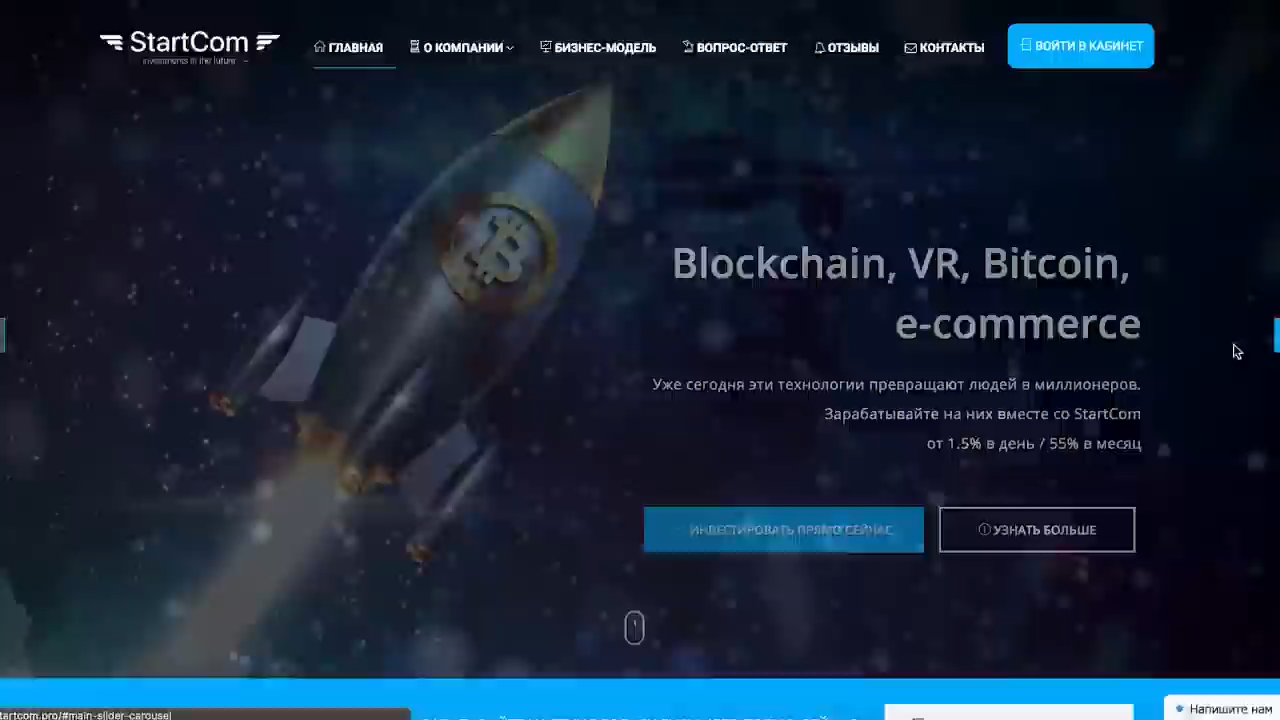 StartCom
investments in the future
ГЛАВНАЯ
О КОМПАНИИ
БИЗНЕС-МОДЕЛЬ
ВОПРОС-ОТВЕТ
ОТЗЫВЫ
КОНТАКТЫ
ВОЙТИ В КАБИНЕТ
Blockchain, VR, Bitcoin,
e-commerce
Уже сегодня эти технологии превращают людей в миллионеров.
Зарабатывайте на них вместе со StartCom
от 1.5% в день / 55% в месяц
ИНВЕСТИРОВАТЬ ПРЯМО СЕЙЧАС
УЗНАТЬ БОЛЬШЕ
tartcom.pro/#main-slider-carousel
Напишите нам